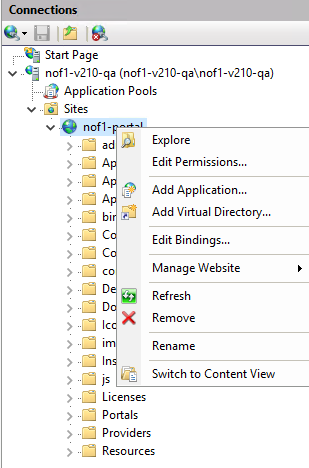 Connections
Start Page
nof1-v210-qa (nof1-v210-qa\nof1-v210-qa)
Application Pools
Sites
nof1-portal
ad
Ap
Ap
Ap
bin
Co
Co
co
De
Do
Ico
im
Ins
js
Licenses
Portals
Providers
Resources
Explore
Edit Permissions...
Add Application...
Add Virtual Directory...
Edit Bindings...
Manage Website
Refresh
Remove
Rename
Switch to Content View